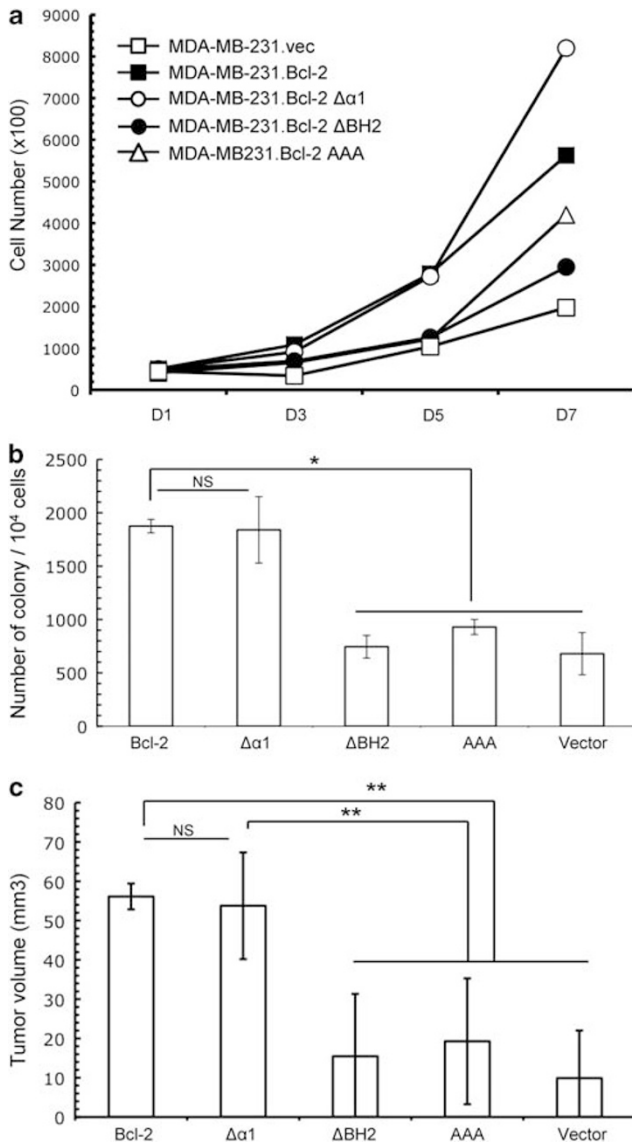 a
Cell Number (x100)
9000
8000
7000
6000
5000
4000
3000
2000
1000
0
MDA-MB-231.vec
MDA-MB-231.Bcl-2
MDA-MB-231.Bcl-2 Δα1
MDA-MB-231.Bcl-2 ΔBH2
MDA-MB231.Bcl-2 AAA
D1 D3 D5 D7
b
Number of colony / 10⁴ cells
2500
2000
1500
1000
500
0
*
NS
Bcl-2 Δα1 ΔBH2 AAA Vector
c
Tumor volume (mm3)
80
70
60
50
40
30
20
10
0
**
NS
**
Bcl-2 Δα1 ΔBH2 AAA Vector